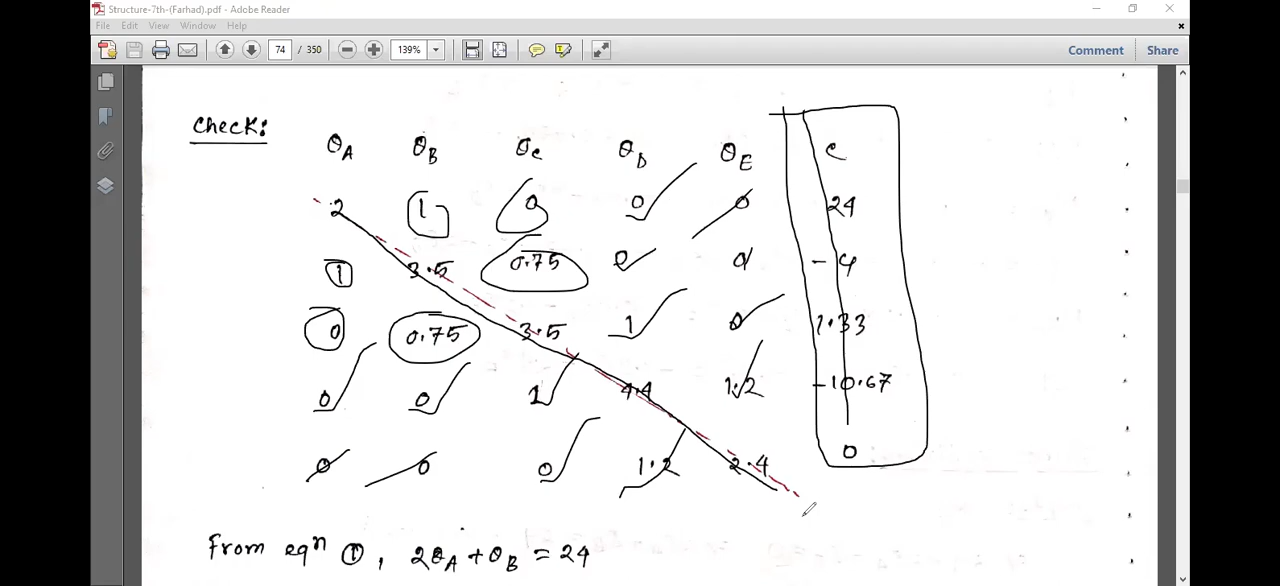 Structure-7th-(Farhad).pdf - Adobe Reader
File Edit View Window Help
74 / 350 139% Comment Share
Check:
θA θB θC θD θE C
2 1 0 0 0 24
1 3.5 0.75 0 0 -4
0 0.75 3.5 1 0 1.33
0 0 1 4.4 1.2 -10.67
0 0 0 1.2 2.4 0
From eqn ①, 2θA + θB = 24